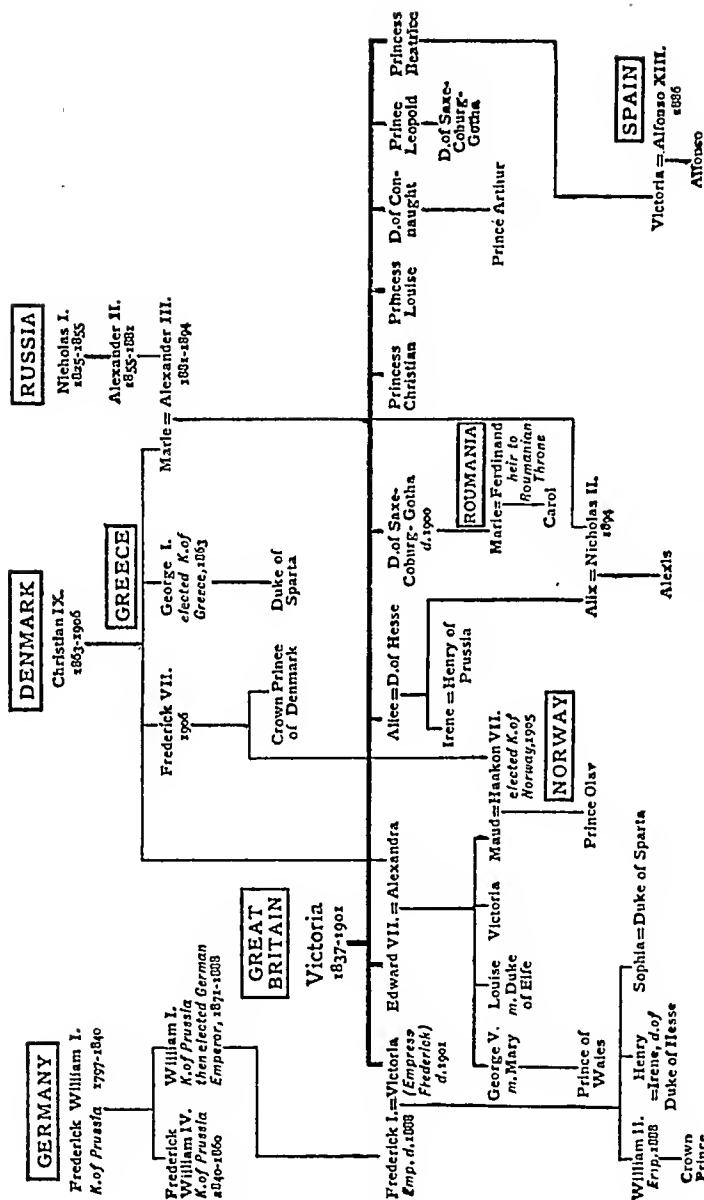 GERMANY
Frederick William I.
K. of Prussia 1797-1840
Frederick
William IV.
K. of Prussia
1840-1860
William I.
K. of Prussia
then elected German
Emperor, 1871-1888
Frederick I. = Victoria
Emp. d. 1888
(Empress
Frederick)
d. 1901
William II.
Emp. 1888
Crown
Prince
Henry
= Irene, d. of
Duke of Hesse
Sophia = Duke of Sparta
GREAT
BRITAIN
Victoria
1837-1901
Edward VII. = Alexandra
George V.
m. Mary
Prince of
Wales
Louise
m. Duke
of Fife
Victoria
Maud = Haakon VII.
elected K. of
Norway, 1905
NORWAY
Prince Olav
DENMARK
Christian IX.
1863-1906
Frederick VII.
1906
Crown Prince
of Denmark
GREECE
George I.
elected K. of
Greece, 1863
Duke of
Sparta
RUSSIA
Nicholas I.
1825-1855
Alexander II.
1855-1881
Marie = Alexander III.
1881-1894
Alice = D. of Hesse
Irene = Henry of
Prussia
Alix = Nicholas II.
1894
Alexis
D. of Saxe-
Coburg-Gotha
d. 1900
ROUMANIA
Marie = Ferdinand
heir to
Roumanian
Throne
Carol
Princess
Christian
Princess
Louise
D. of Con-
naught
Prince Arthur
Prince
Leopold
D. of Saxe-
Coburg-
Gotha
Princess
Beatrice
SPAIN
Victoria = Alfonso XIII.
1886
Alfonso